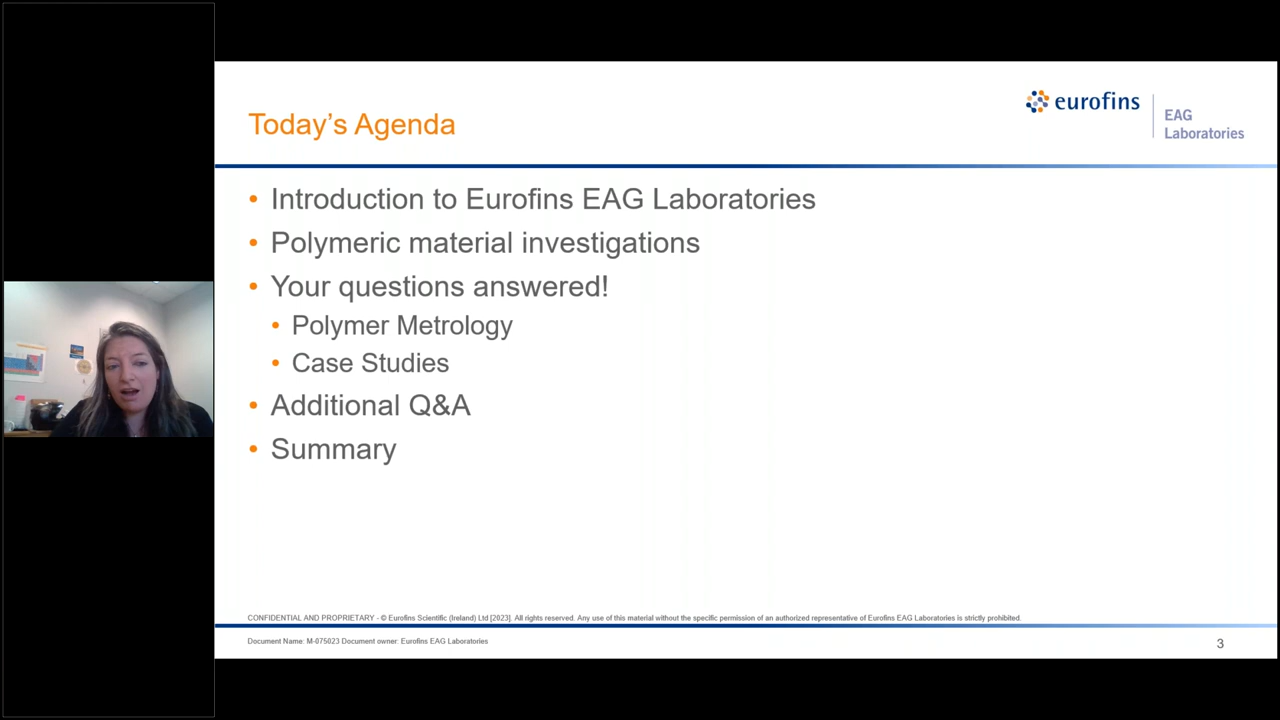 Today's Agenda
eurofins
EAG
Laboratories
• Introduction to Eurofins EAG Laboratories
• Polymeric material investigations
• Your questions answered!
• Polymer Metrology
• Case Studies
• Additional Q&A
• Summary
CONFIDENTIAL AND PROPRIETARY - © Eurofins Scientific (Ireland) Ltd [2023]. All rights reserved. Any use of this material without the specific permission of an authorized representative of Eurofins EAG Laboratories is strictly prohibited.
Document Name: M-075023 Document owner: Eurofins EAG Laboratories
3